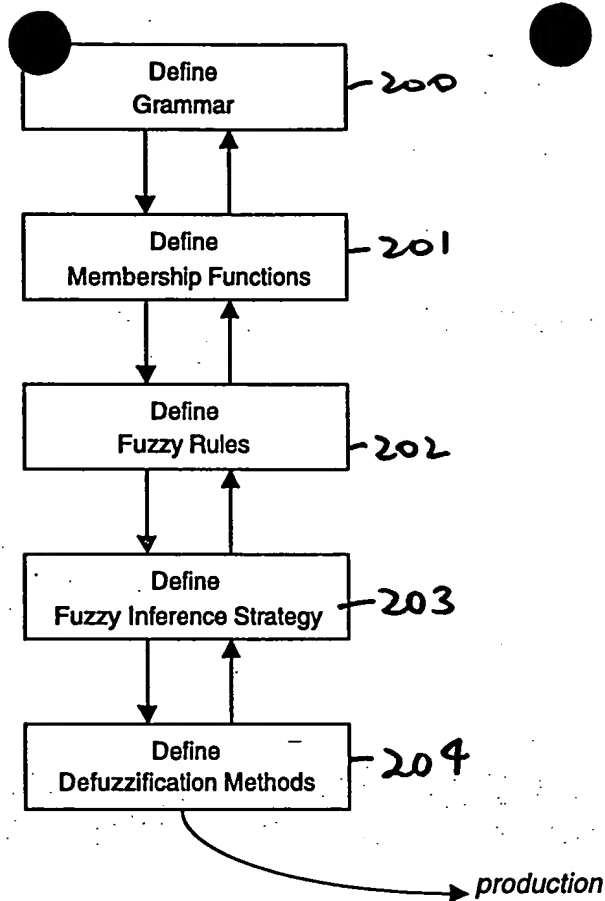 Define
Grammar
200
Define
Membership Functions
201
Define
Fuzzy Rules
202
Define
Fuzzy Inference Strategy
203
Define
Defuzzification Methods
204
production